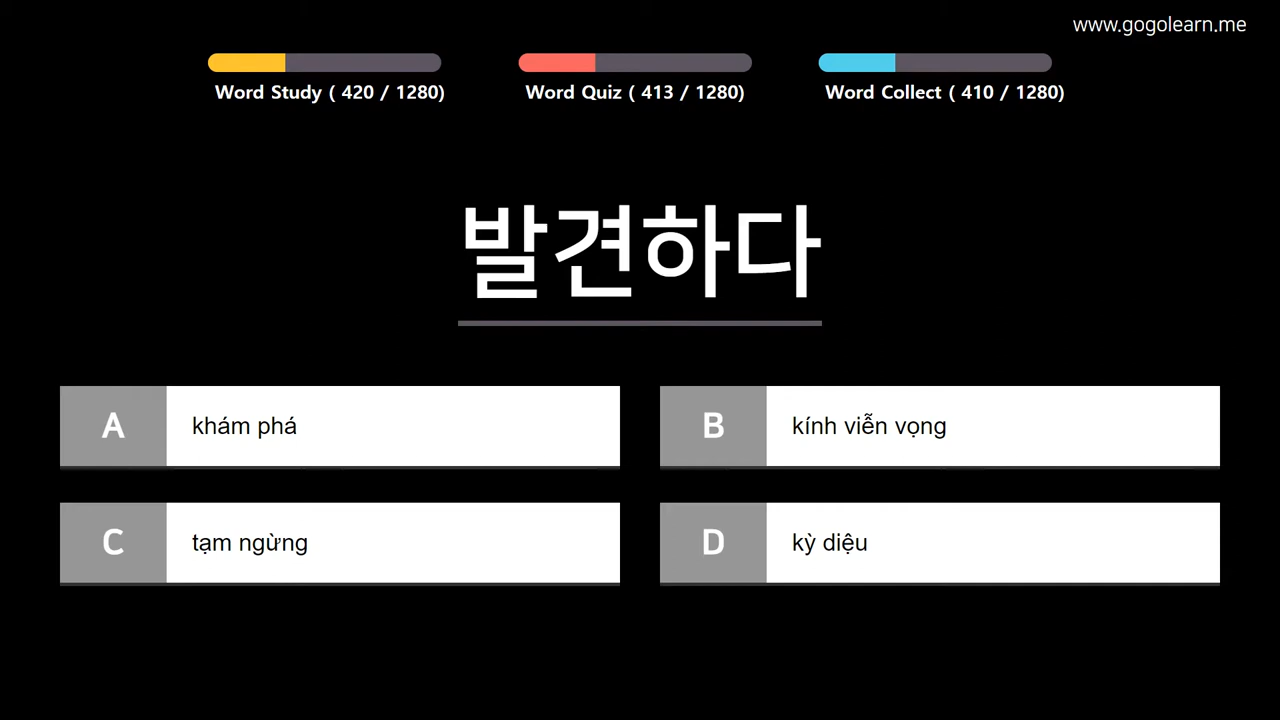 www.gogolearn.me
Word Study ( 420 / 1280)
Word Quiz ( 413 / 1280)
Word Collect ( 410 / 1280)
발견하다
A khám phá
B kính viễn vọng
C tạm ngừng
D kỳ diệu